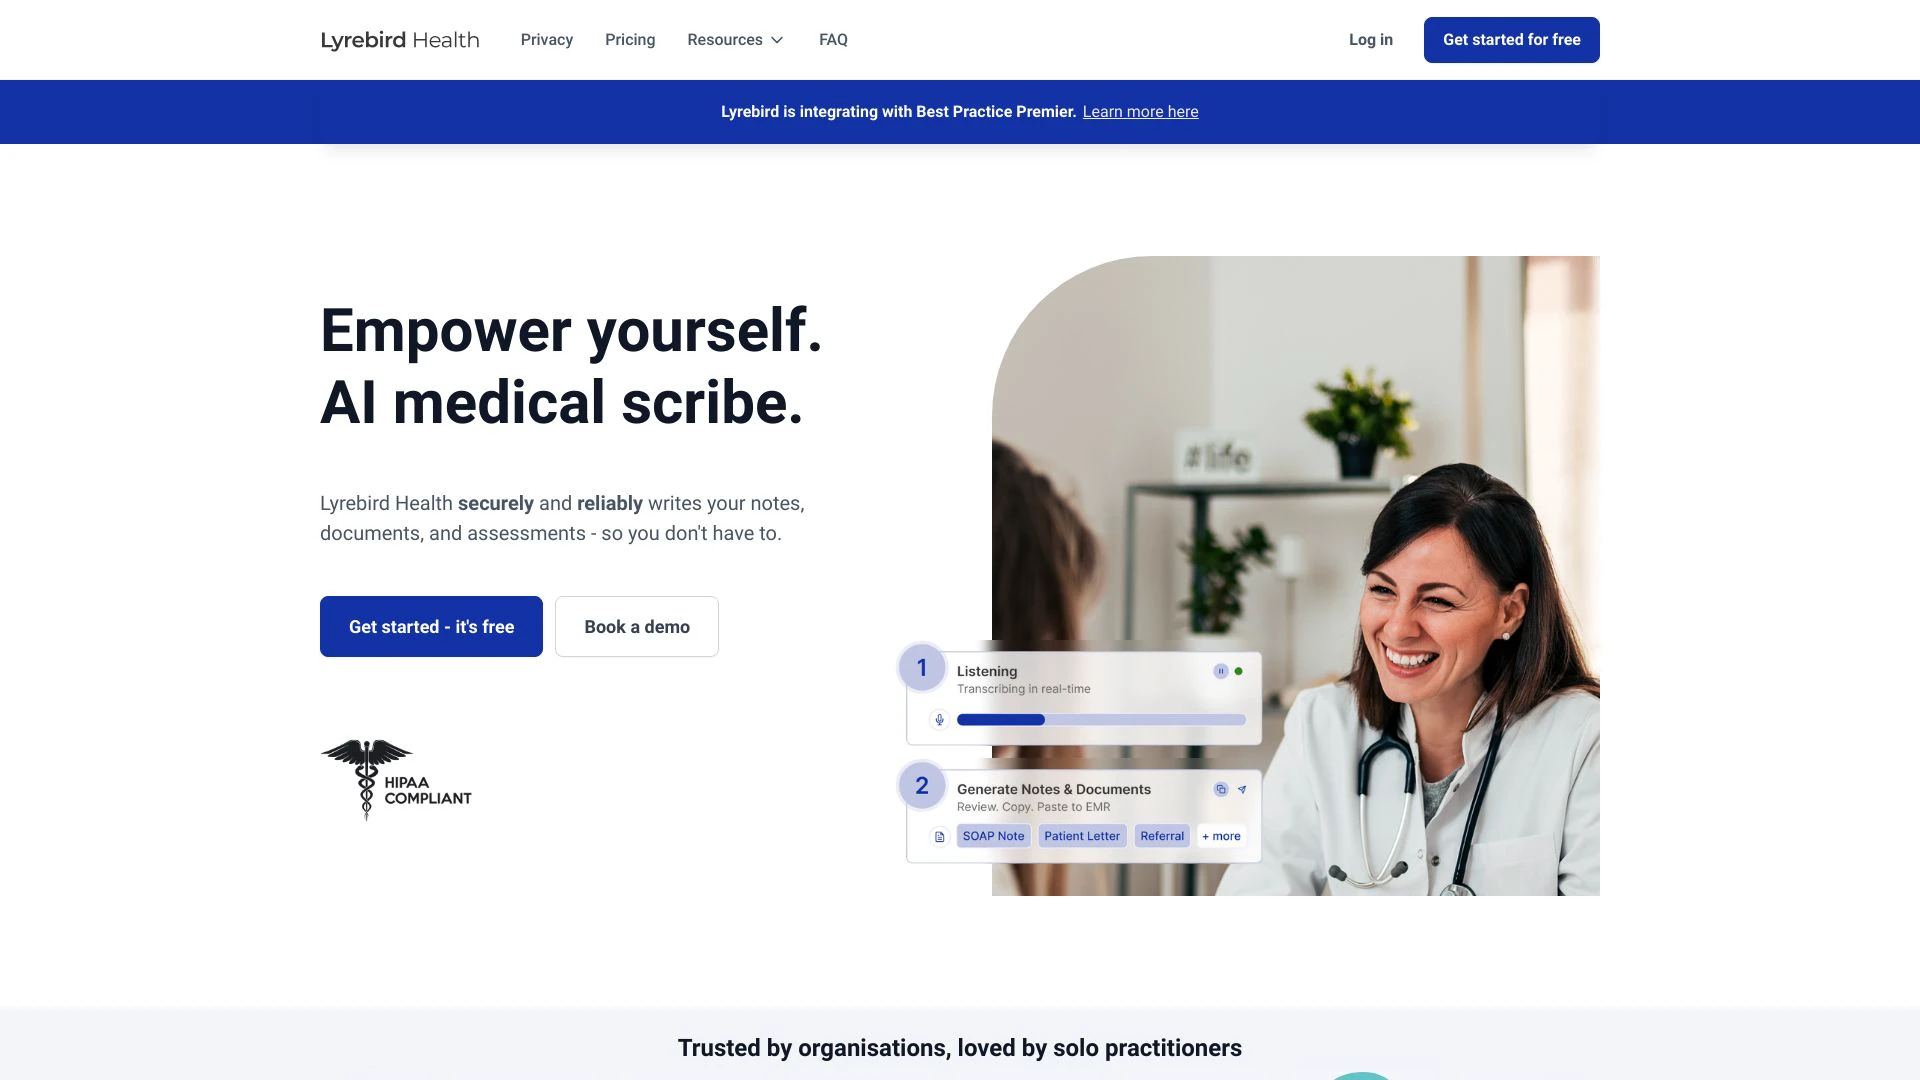 Lyrebird Health
Privacy
Pricing
Resources
FAQ
Log in
Get started for free
Lyrebird is integrating with Best Practice Premier. Learn more here
Empower yourself.
AI medical scribe.
Lyrebird Health securely and reliably writes your notes,
documents, and assessments - so you don't have to.
Get started - it's free
Book a demo
HIPAA
COMPLIANT
#life
1
Listening
Transcribing in real-time
2
Generate Notes & Documents
Review. Copy. Paste to EMR
SOAP Note
Patient Letter
Referral
+ more
Trusted by organisations, loved by solo practitioners